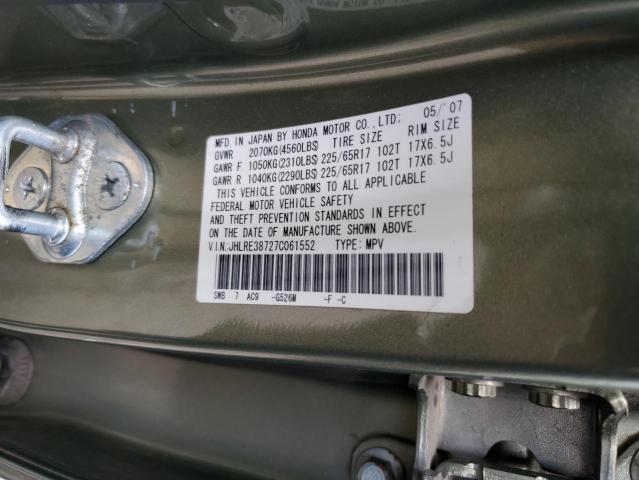 MFD. IN JAPAN BY HONDA MOTOR CO.,LTD: 05/'07
GVWR 2070KG(4560LBS) TIRE SIZE RIM SIZE
GAWR F 1050KG(2310LBS) 225/65R17 102T 17X6.5J
GAWR R 1040KG(2290LBS) 225/65R17 102T 17X6.5J
THIS VEHICLE CONFORMS TO ALL APPLICABLE
FEDERAL MOTOR VEHICLE SAFETY
AND THEFT PREVENTION STANDARDS IN EFFECT
ON THE DATE OF MANUFACTURE SHOWN ABOVE.
V.I.N.:JHLRE38727C061552 TYPE: MPV
SWB 7 AC9 -G526M -F -C